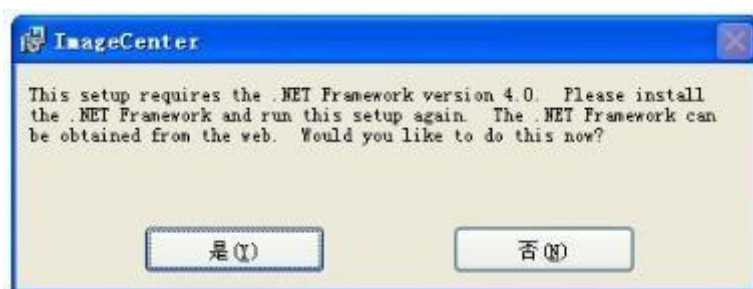 ImageCenter
This setup requires the .NET Framework version 4.0.  Please install
the .NET Framework and run this setup again.  The .NET Framework can
be obtained from the web.  Would you like to do this now?
是(Y)
否(N)